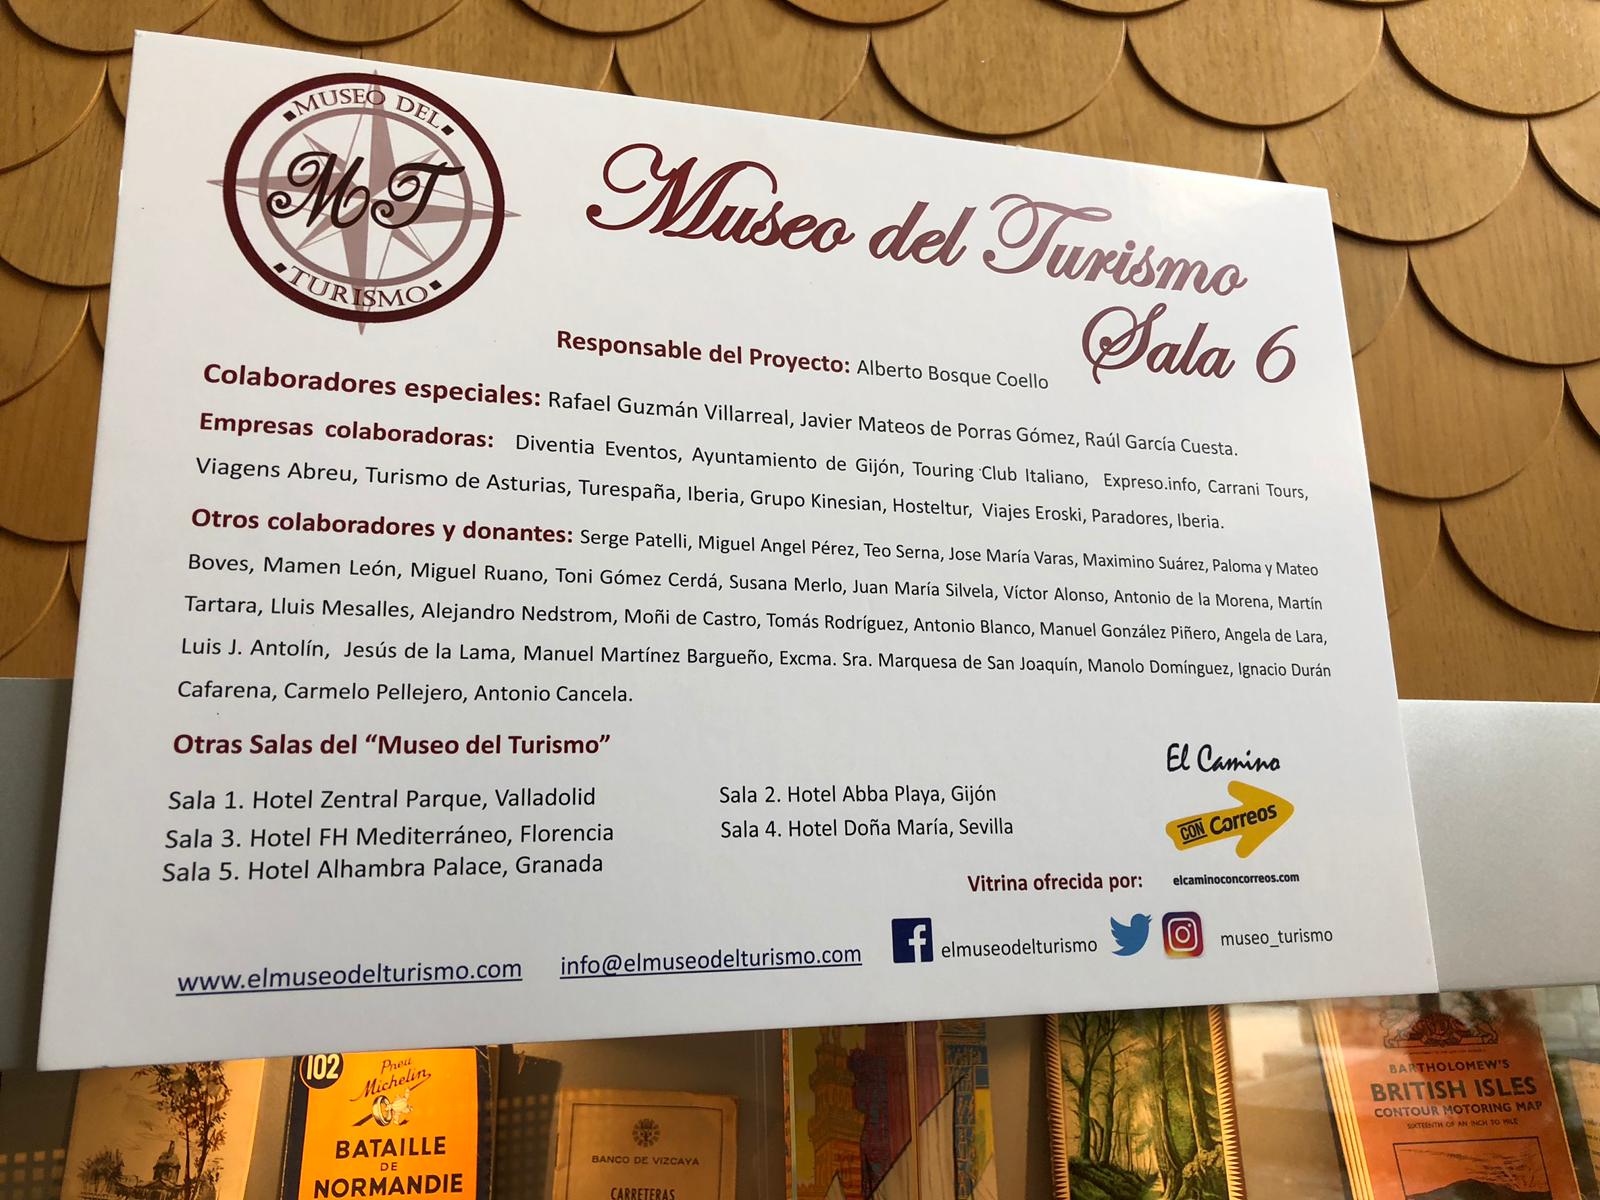 MUSEO DEL
MT
TURISMO
Museo del Turismo
Sala 6
Responsable del Proyecto: Alberto Bosque Coello
Colaboradores especiales: Rafael Guzmán Villarreal, Javier Mateos de Porras Gómez, Raúl García Cuesta.
Empresas colaboradoras: Diventia Eventos, Ayuntamiento de Gijón, Touring Club Italiano, Expreso.info, Carrani Tours,
Viagens Abreu, Turismo de Asturias, Turespaña, Iberia, Grupo Kinesian, Hosteltur, Viajes Eroski, Paradores, Iberia.
Otros colaboradores y donantes: Serge Patelli, Miguel Angel Pérez, Teo Serna, Jose María Varas, Maximino Suárez, Paloma y Mateo
Boves, Mamen León, Miguel Ruano, Toni Gómez Cerdá, Susana Merlo, Juan María Silvela, Víctor Alonso, Antonio de la Morena, Martín
Tartara, Lluis Mesalles, Alejandro Nedstrom, Moñi de Castro, Tomás Rodríguez, Antonio Blanco, Manuel González Piñero, Angela de Lara,
Luis J. Antolín, Jesús de la Lama, Manuel Martínez Bargueño, Excma. Sra. Marquesa de San Joaquín, Manolo Domínguez, Ignacio Durán
Cafarena, Carmelo Pellejero, Antonio Cancela.
Otras Salas del “Museo del Turismo”
Sala 1. Hotel Zentral Parque, Valladolid
Sala 2. Hotel Abba Playa, Gijón
Sala 3. Hotel FH Mediterráneo, Florencia
Sala 4. Hotel Doña María, Sevilla
Sala 5. Hotel Alhambra Palace, Granada
El Camino
CON Correos
Vitrina ofrecida por: elcaminoconcorreos.com
www.elmuseodelturismo.com info@elmuseodelturismo.com elmuseodelturismo museo_turismo
102
Pneu
Michelin
BATAILLE
DE
NORMANDIE
BANCO DE VIZCAYA
CARRETERAS
BARTHOLOMEW'S
BRITISH ISLES
CONTOUR MOTORING MAP
SIXTEENTH OF AN INCH TO MILE